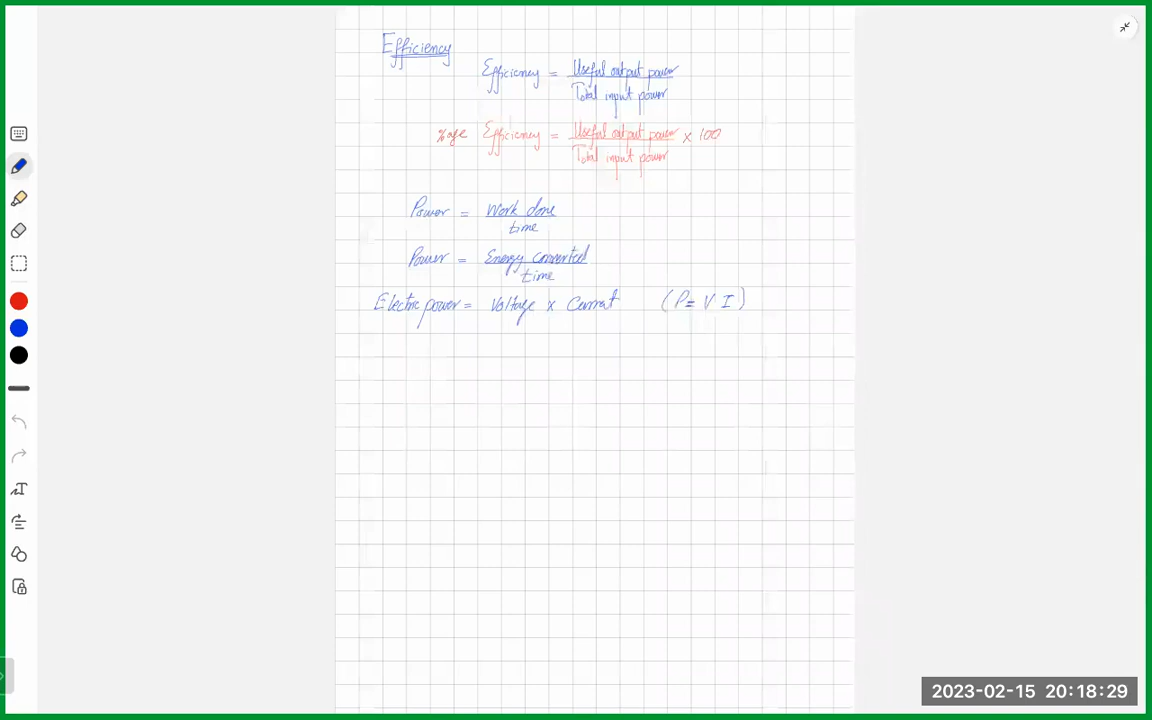 Efficiency
Efficiency = Useful output power
Total input power
%age Efficiency = Useful output power x 100
Total input power
Power = Work done
time
Power = Energy converted
time
Electric power = Voltage x Current (P = V I)
2023-02-15 20:18:29